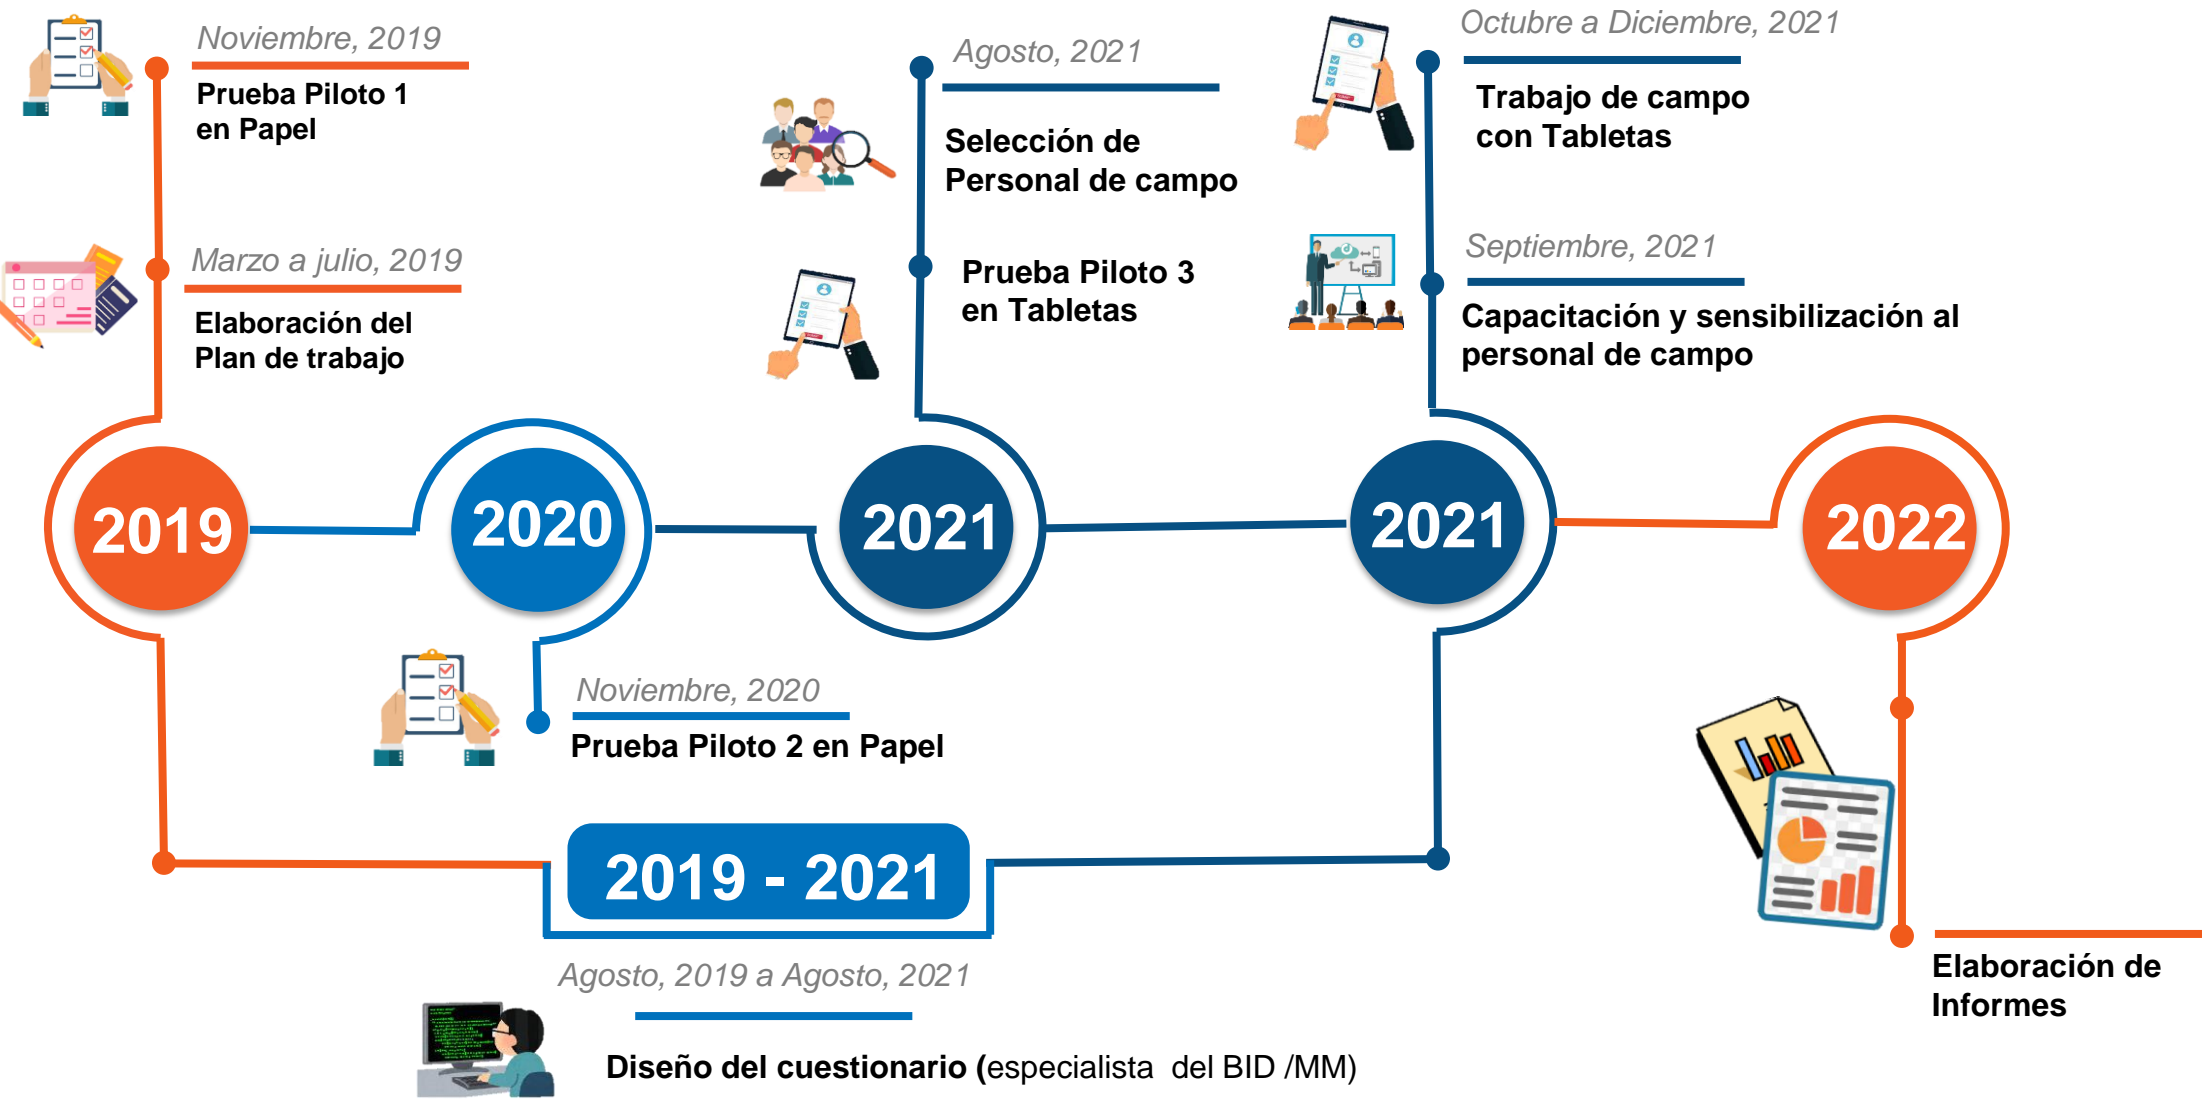 Noviembre, 2019
Prueba Piloto 1
en Papel
Marzo a julio, 2019
Elaboración del
Plan de trabajo
Agosto, 2021
Selección de
Personal de campo
Prueba Piloto 3
en Tabletas
Octubre a Diciembre, 2021
Trabajo de campo
con Tabletas
Septiembre, 2021
Capacitación y sensibilización al
personal de campo
2019
2020
2021
2021
2022
Noviembre, 2020
Prueba Piloto 2 en Papel
2019 - 2021
Agosto, 2019 a Agosto, 2021
Diseño del cuestionario (especialista del BID /MM)
Elaboración de
Informes